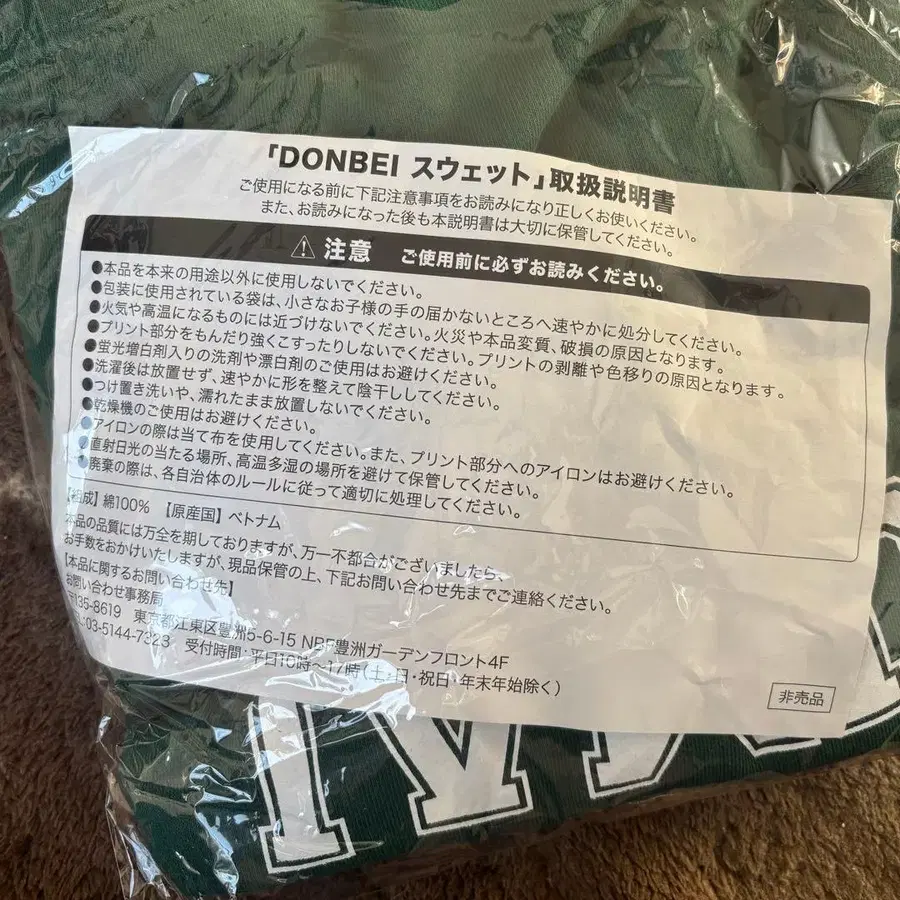 「DONBEI スウェット」取扱説明書
ご使用になる前に下記注意事項をお読みになり正しくお使いください。
また、お読みになった後も本説明書は大切に保管してください。
注意 ご使用前に必ずお読みください。
●本品を本来の用途以外に使用しないでください。
●包装に使用されている袋は、小さなお子様の手の届かないところへ速やかに処分してください。
●火気や高温になるものには近づけないでください。火災や本品変質、破損の原因となります。
●プリント部分をもんだり強くこすったりしないでください。プリントの剥離や色移りの原因となります。
●蛍光増白剤入りの洗剤や漂白剤のご使用はお避けください。
●洗濯後は放置せず、速やかに形を整えて陰干ししてください。
●つけ置き洗いや、濡れたまま放置しないでください。
●乾燥機のご使用はお避けください。
●アイロンの際は当て布を使用してください。また、プリント部分へのアイロンはお避けください。
●直射日光の当たる場所、高温多湿の場所を避けて保管してください。
●廃棄の際は、各自治体のルールに従って適切に処理してください。
【組成】綿100% 【原産国】ベトナム
本品の品質には万全を期しておりますが、万一不都合がございましたら、
お手数をおかけいたしますが、現品保管の上、下記お問い合わせ先までご連絡ください。
【本品に関するお問い合わせ先】
お問い合わせ事務局
〒135-8619 東京都江東区豊洲5-6-15 NBF豊洲ガーデンフロント4F
TEL:03-5144-7323 受付時間:平日10時~17時(土・日・祝日・年末年始除く)
非売品